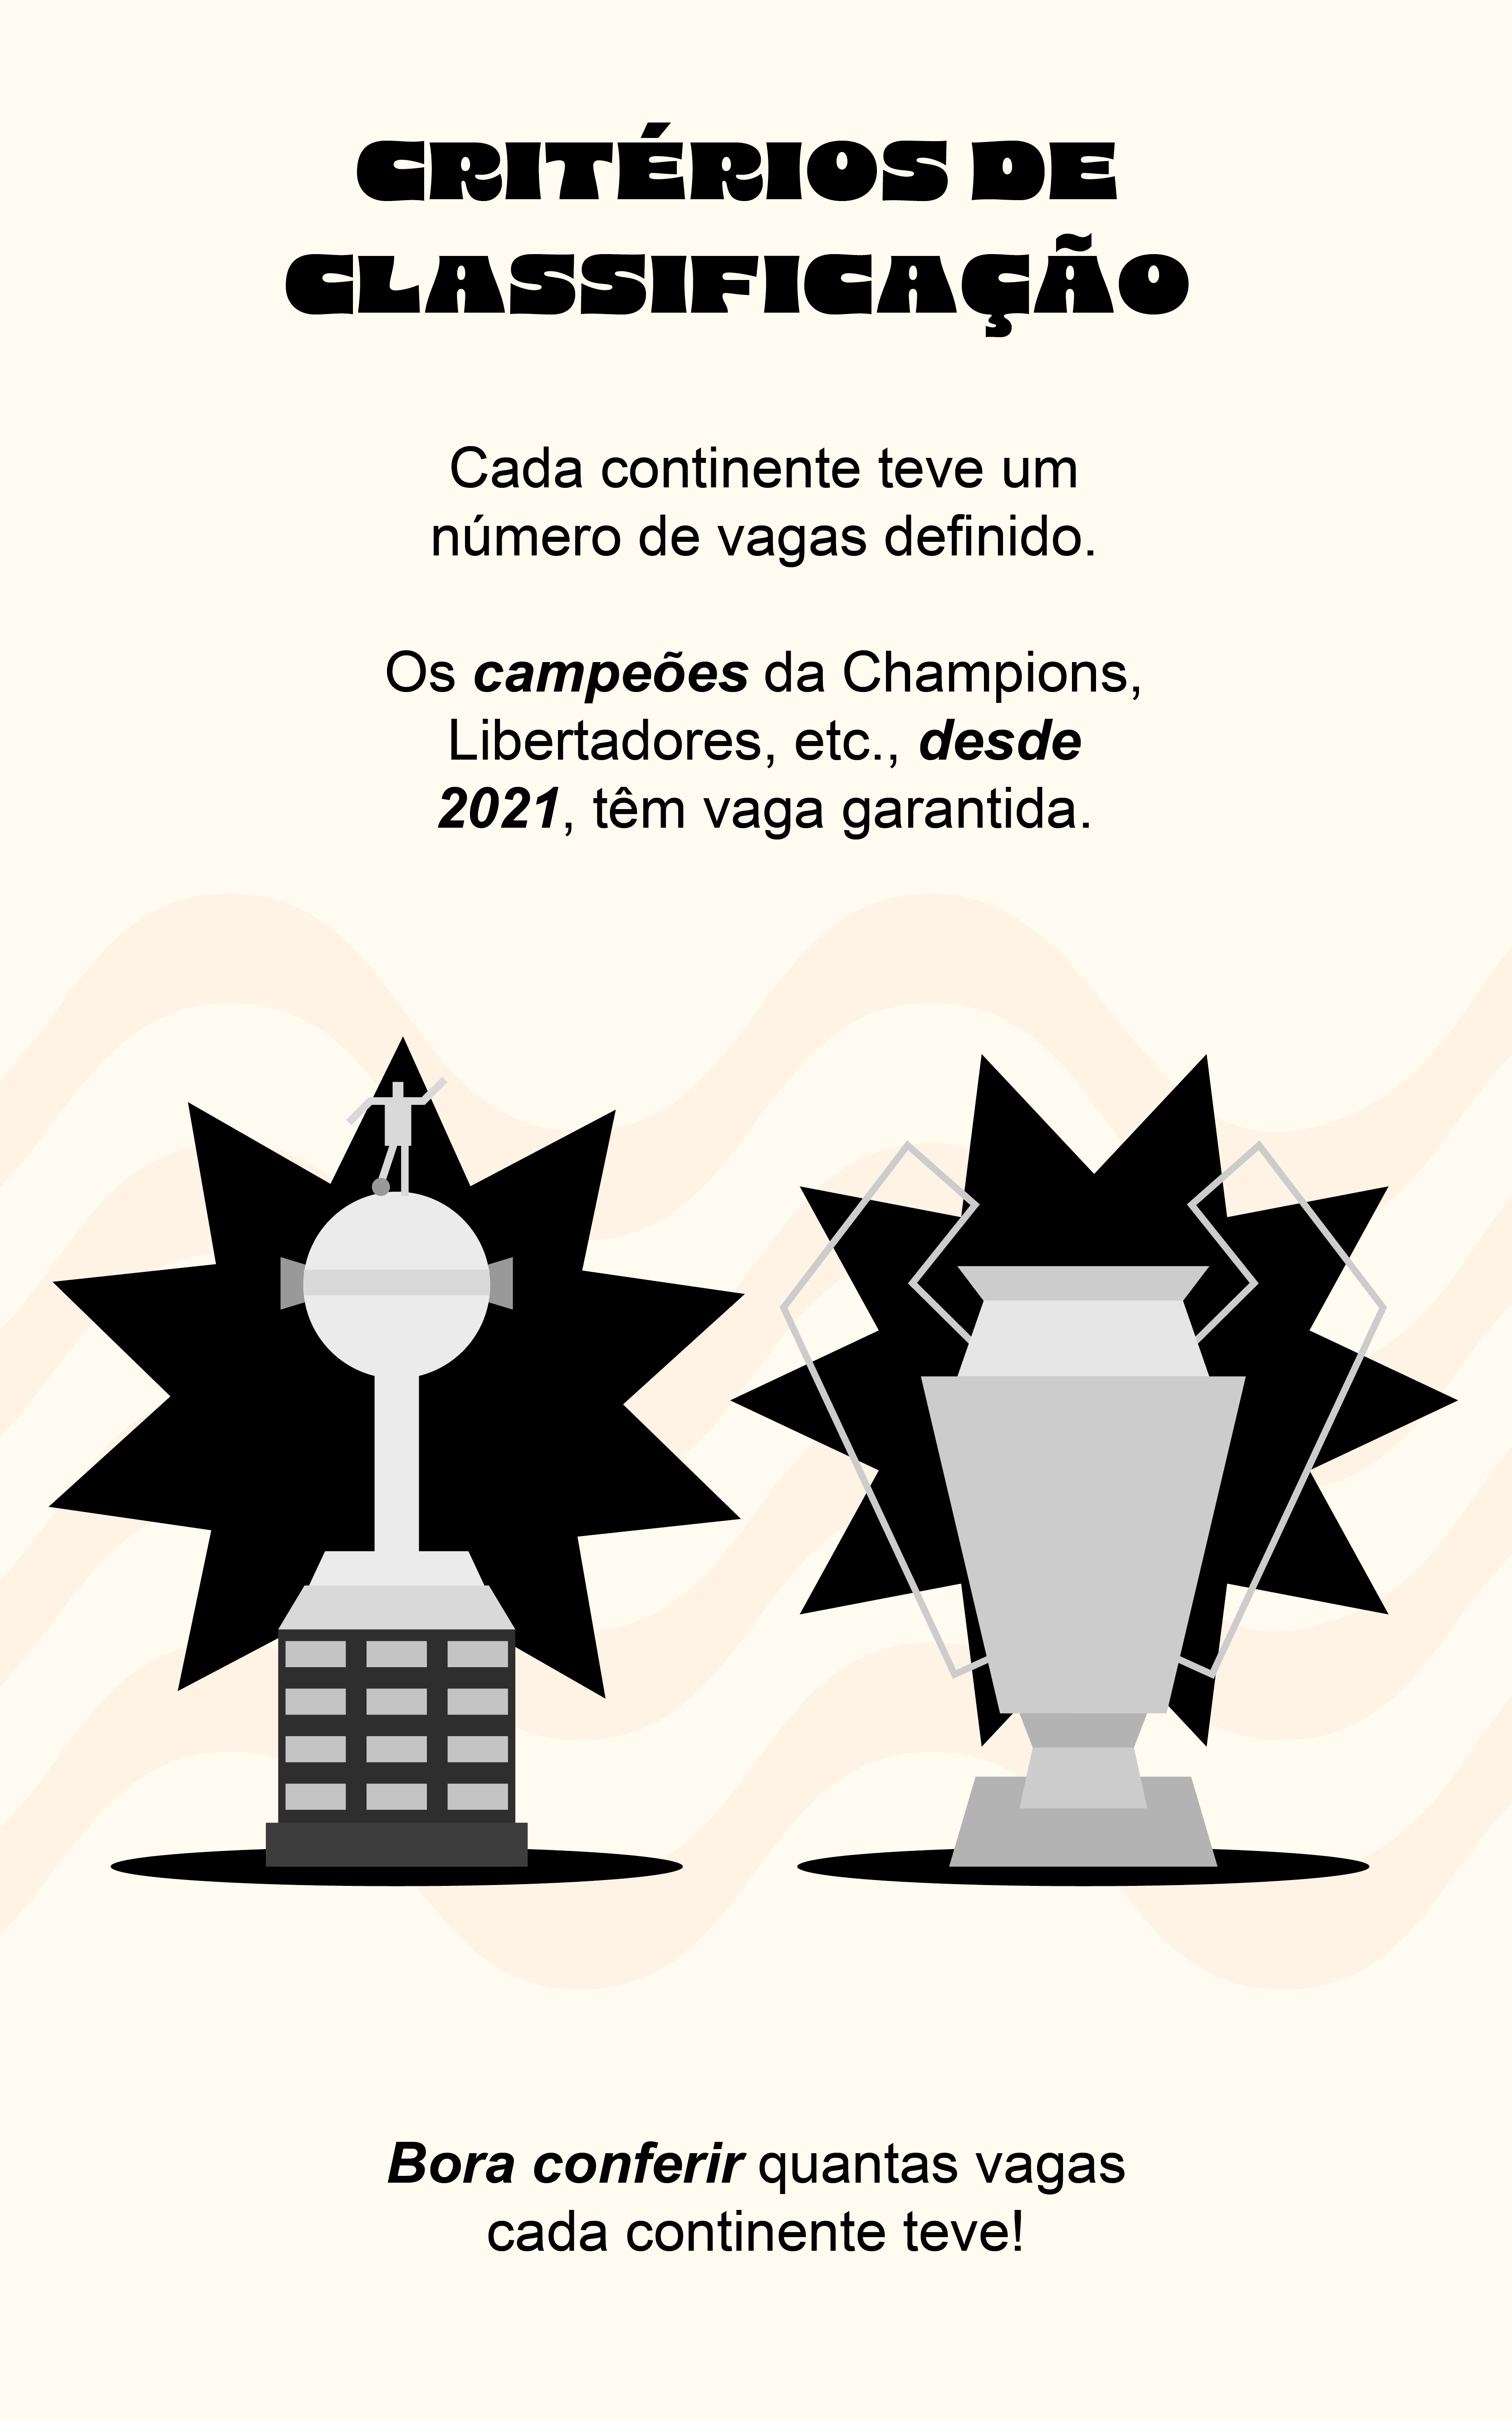 CRITÉRIOS DE
CLASSIFICAÇÃO
Cada continente teve um
número de vagas definido.
Os campeões da Champions,
Libertadores, etc., desde
2021, têm vaga garantida.
Bora conferir quantas vagas
cada continente teve!